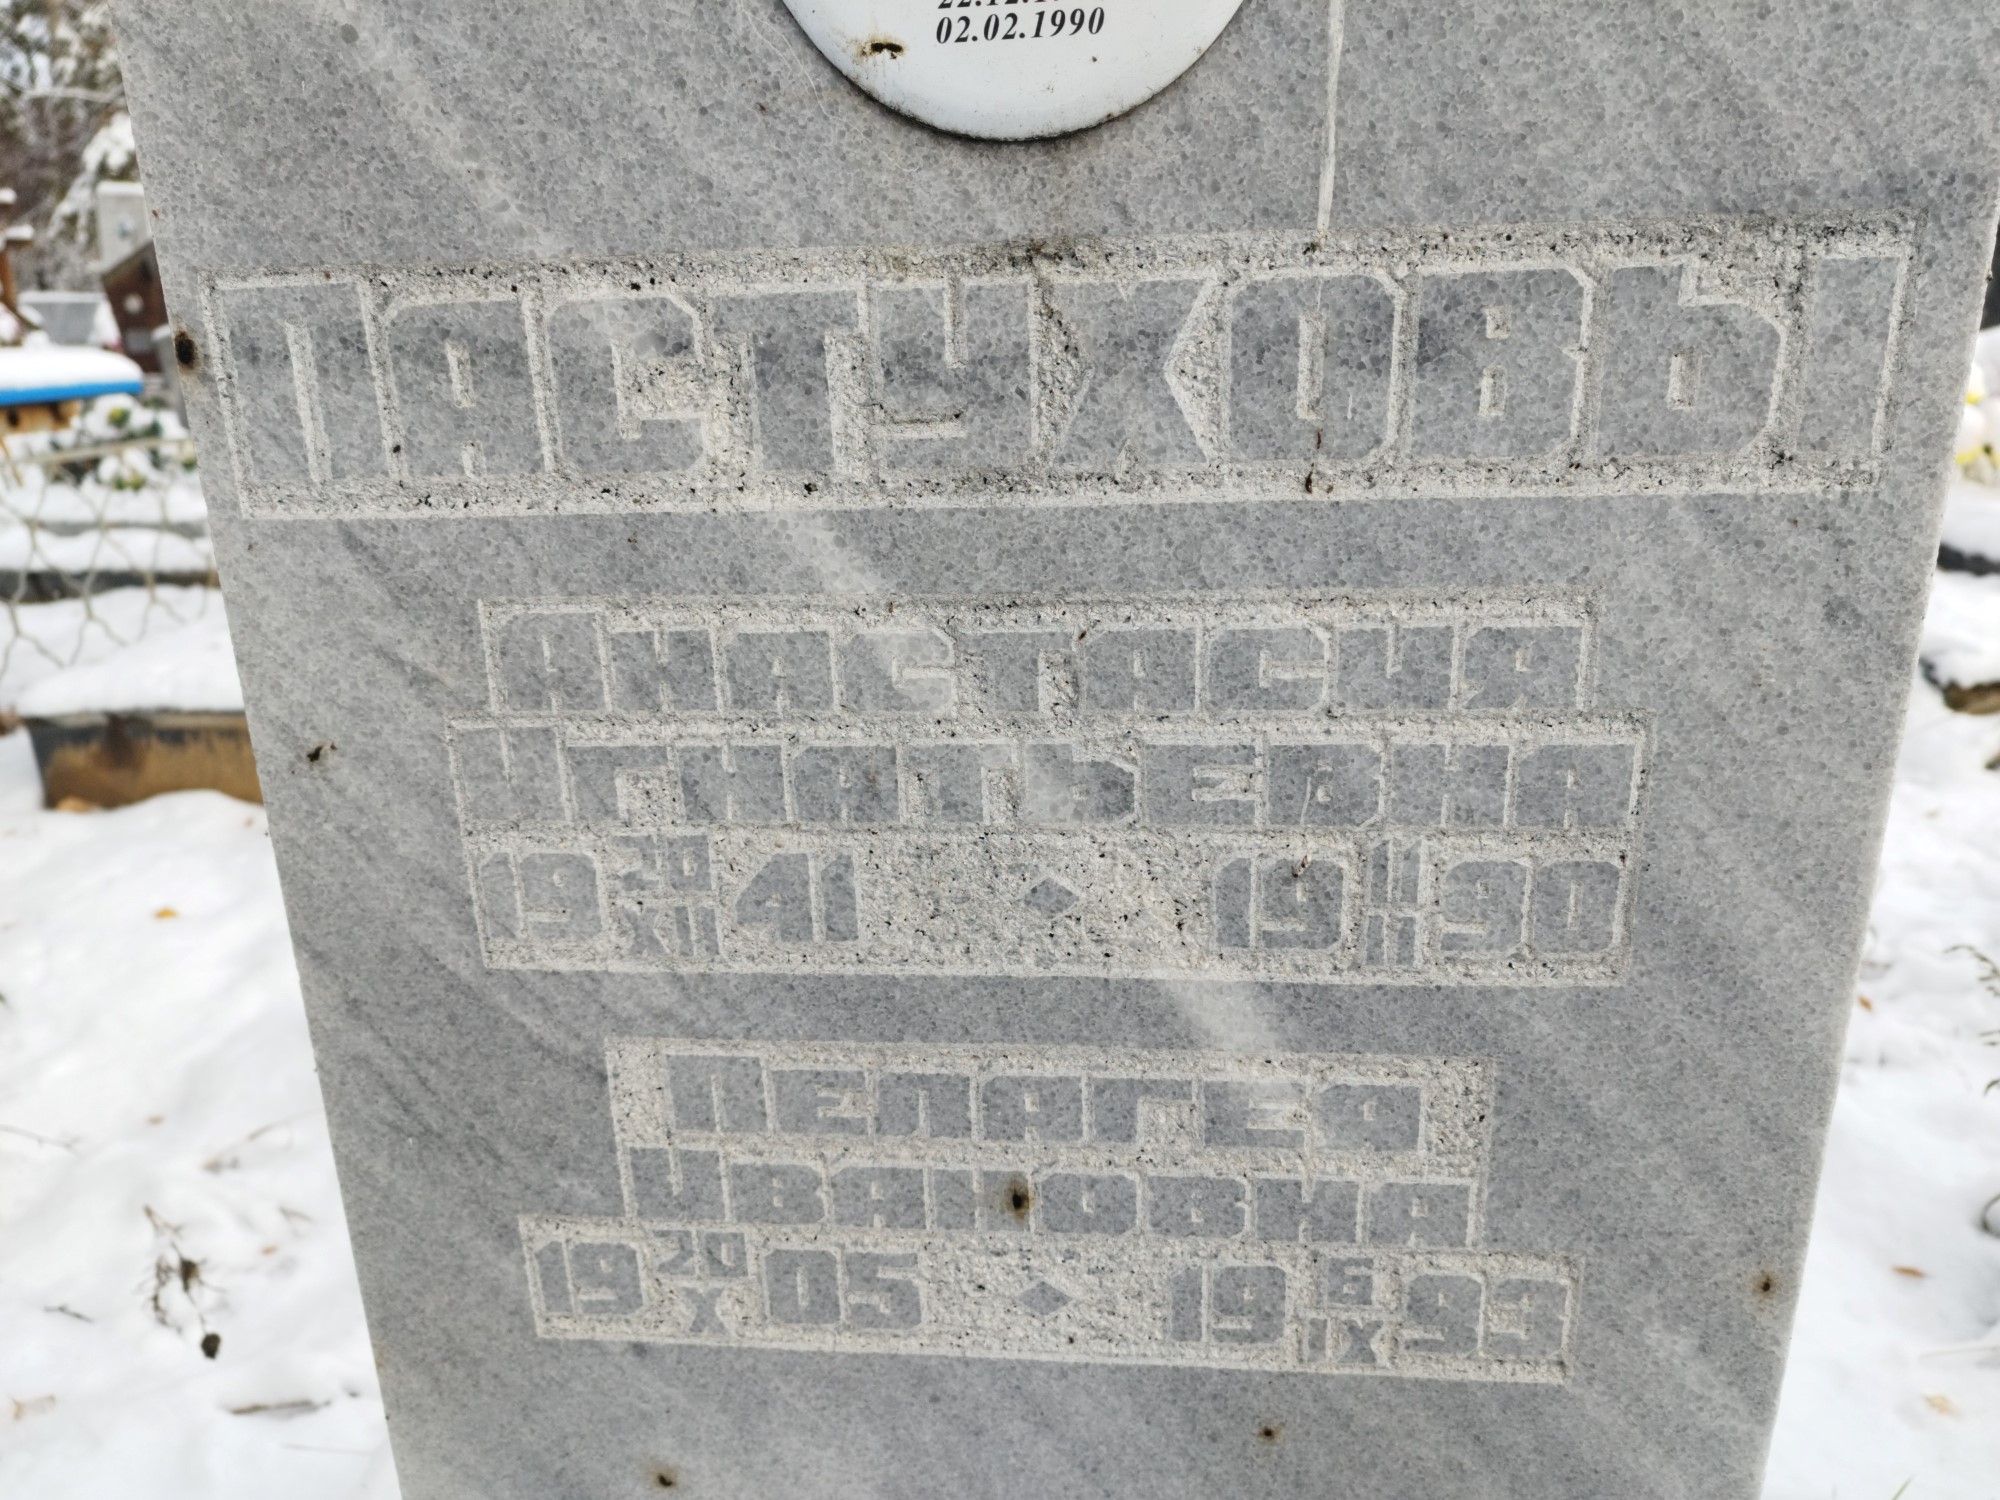 02.02.1990
ПАСТУХОВЫ
АНАСТАСИЯ
ИГНАТЬЕВНА
19 20/XII 41 ◆ 19 11/II 90
ПЕЛАГЕЯ
ИВАНОВНА
19 20/X 05 ◆ 19 6/IX 93